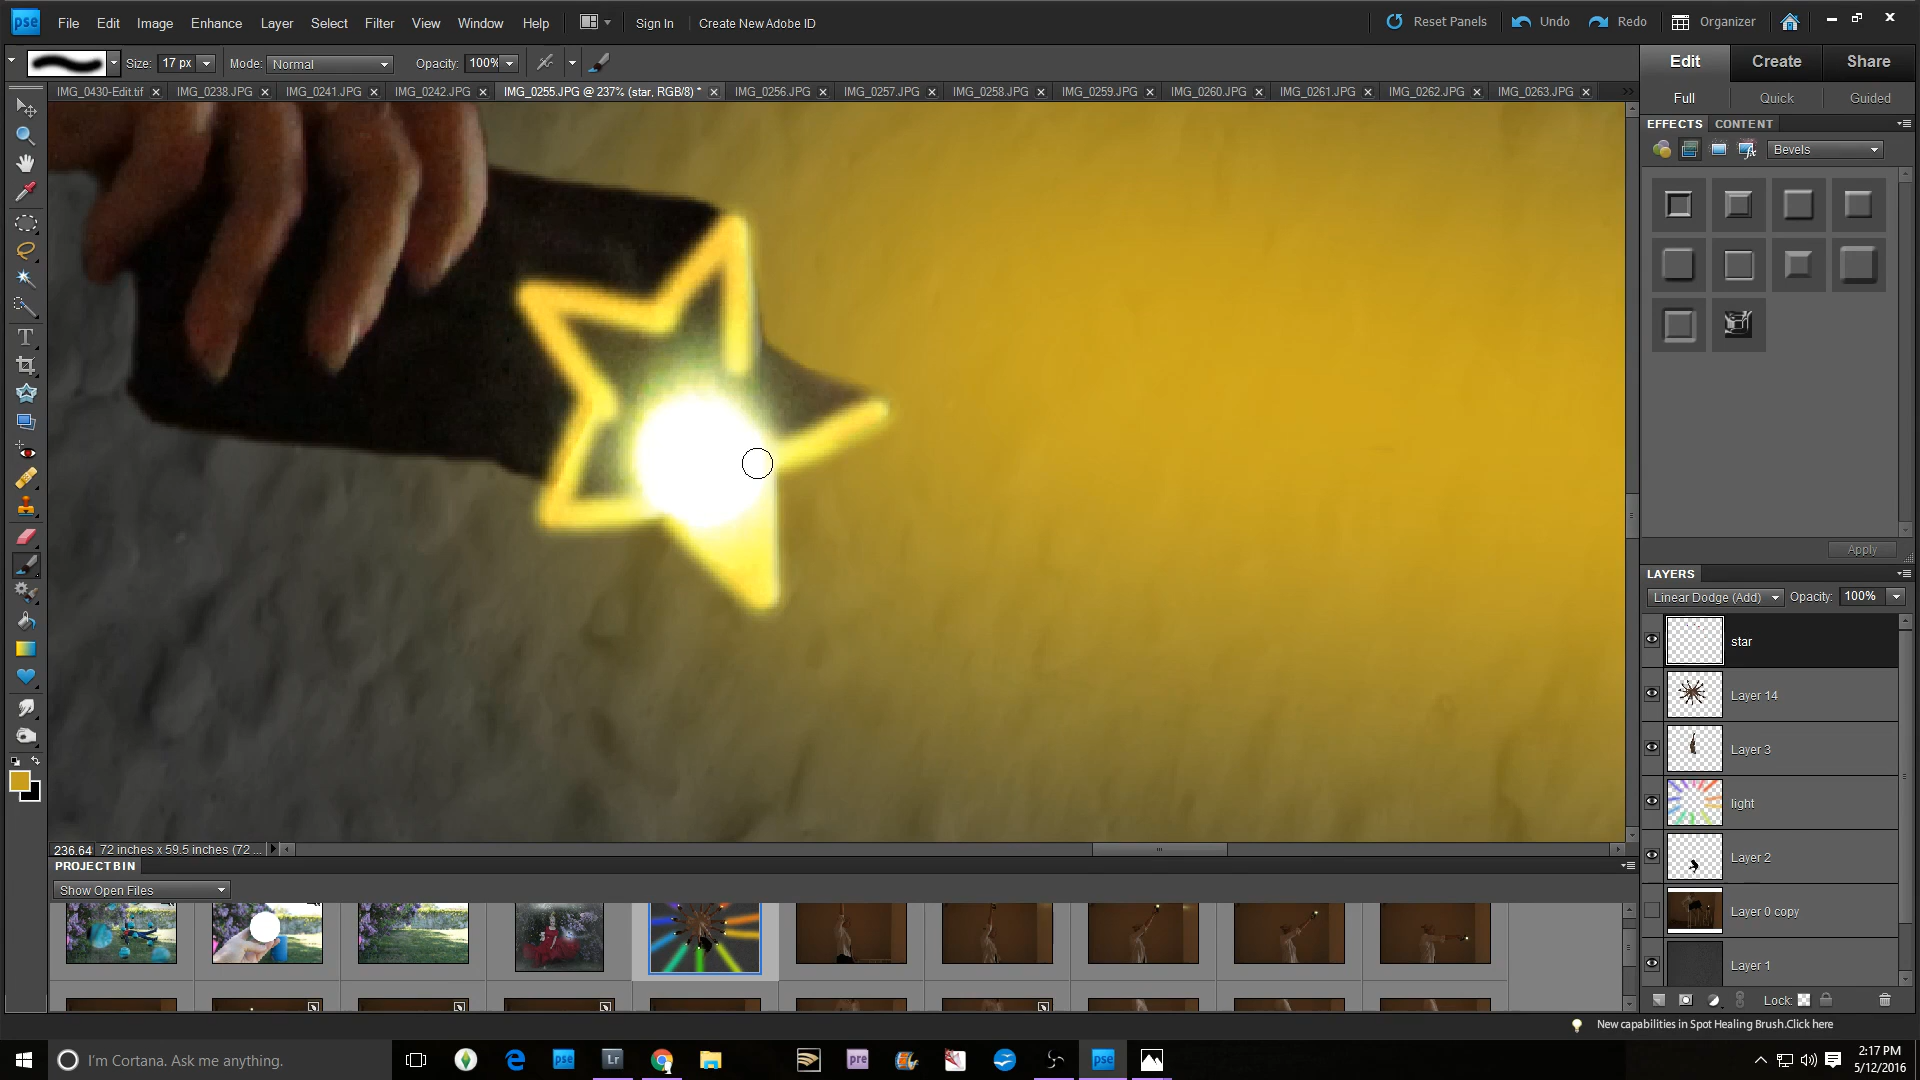 pse File Edit Image Enhance Layer Select Filter View Window Help Sign In Create New Adobe ID Reset Panels Undo Redo Organizer
Size: 17 px Mode: Normal Opacity: 100%
Edit Create Share
IMG_0430-Edit.tif IMG_0238.JPG IMG_0241.JPG IMG_0242.JPG IMG_0255.JPG @ 237% (star, RGB/8) * IMG_0256.JPG IMG_0257.JPG IMG_0258.JPG IMG_0259.JPG IMG_0260.JPG IMG_0261.JPG IMG_0262.JPG IMG_0263.JPG
Full Quick Guided
EFFECTS CONTENT
Bevels
Apply
LAYERS
Linear Dodge (Add) Opacity: 100%
star
Layer 14
Layer 3
light
Layer 2
Layer 0 copy
Layer 1
Lock:
236.64 72 inches x 59.5 inches (72 ...
PROJECT BIN
Show Open Files
New capabilities in Spot Healing Brush.Click here
I'm Cortana. Ask me anything.
pse Lr pre pse
2:17 PM
5/12/2016